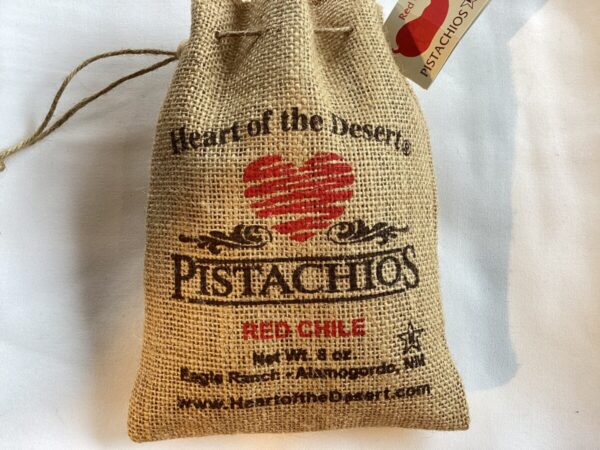 Red
PISTACHIOS
Heart of the Desert®
PISTACHIOS
RED CHILE
Net Wt. 8 oz.
Eagle Ranch - Alamogordo, NM
www.HeartoftheDesert.com